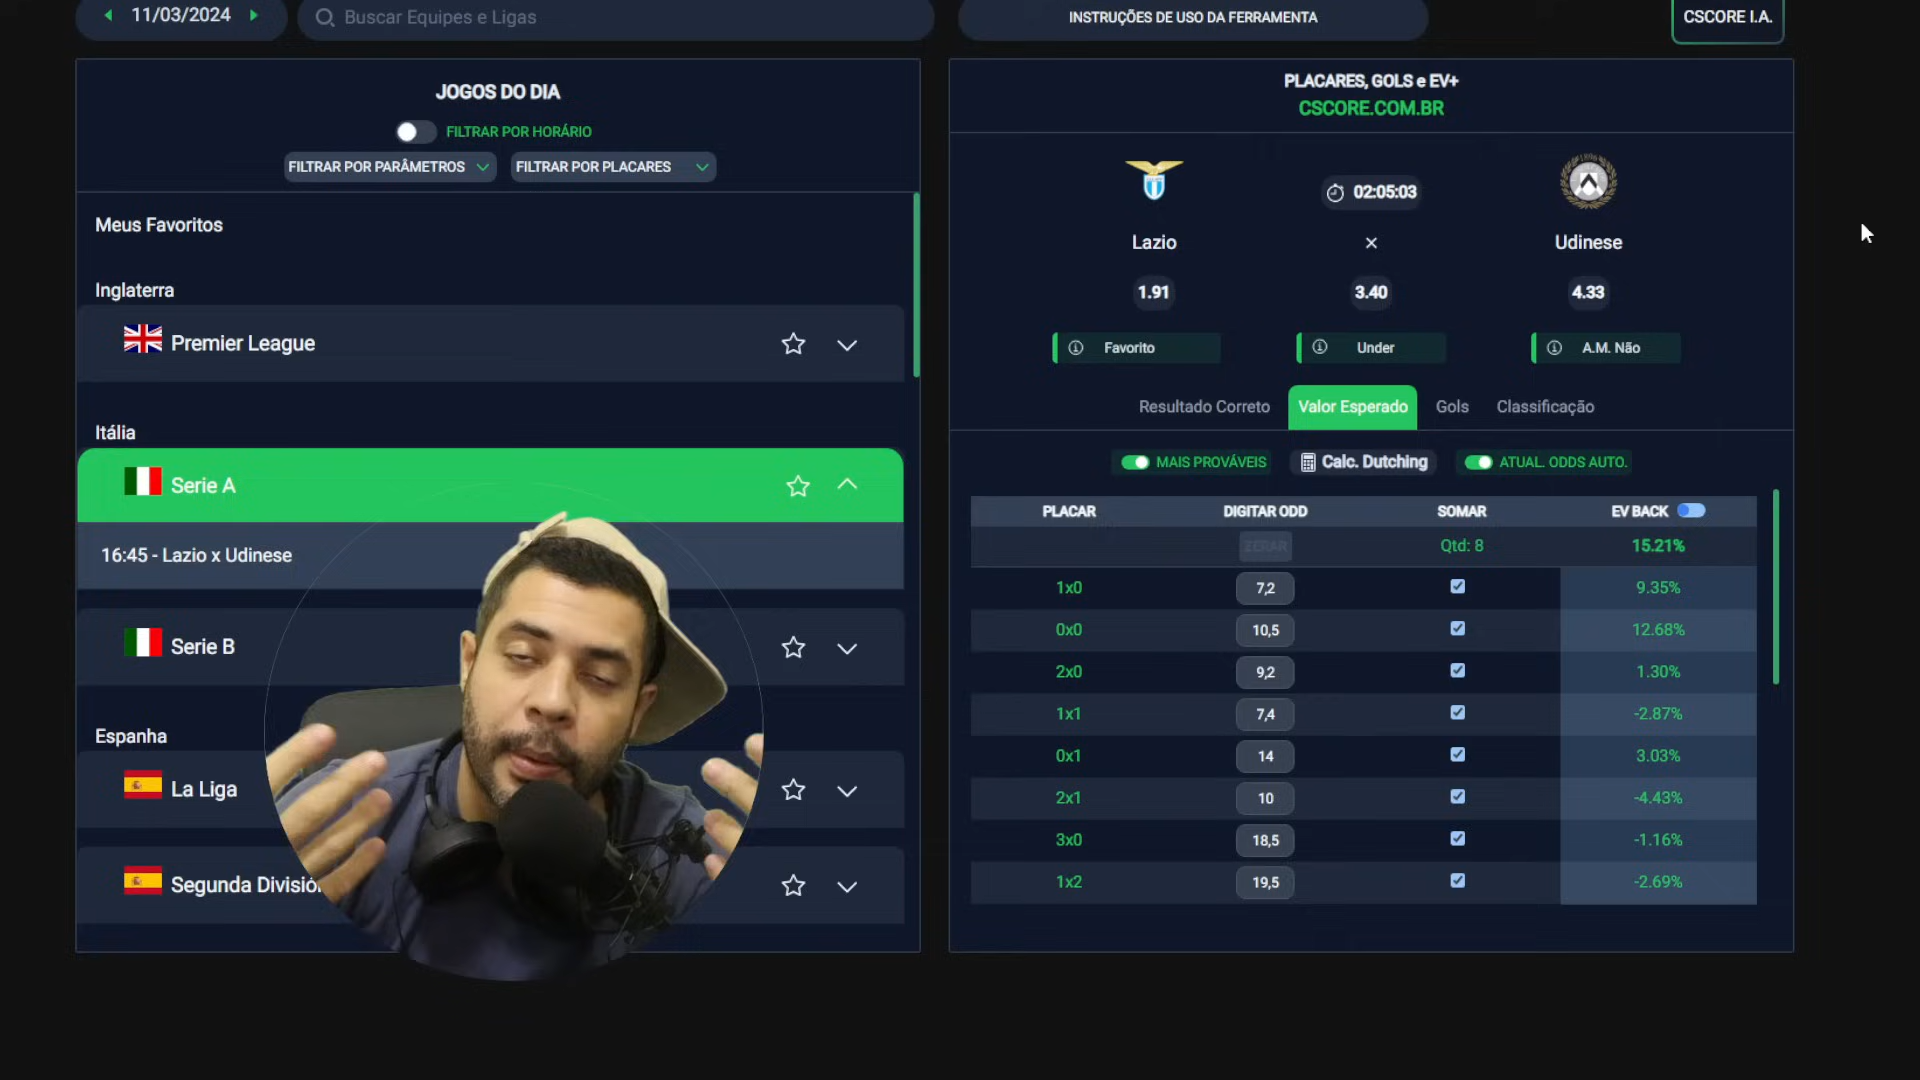 11/03/2024
Buscar Equipes e Ligas
INSTRUÇÕES DE USO DA FERRAMENTA
CSCORE I.A.
JOGOS DO DIA
FILTRAR POR HORÁRIO
FILTRAR POR PARÂMETROS
FILTRAR POR PLACARES
Meus Favoritos
Inglaterra
Premier League
Itália
Serie A
16:45 - Lazio x Udinese
Serie B
Espanha
La Liga
Segunda División
PLACARES, GOLS e EV+
CSCORE.COM.BR
02:05:03
Lazio × Udinese
1.91 3.40 4.33
Favorito Under A.M. Não
Resultado Correto Valor Esperado Gols Classificação
MAIS PROVÁVEIS Calc. Dutching ATUAL. ODDS AUTO.
PLACAR DIGITAR ODD SOMAR EV BACK
ZERAR Qtd: 8 15.21%
1x0 7,2 9.35%
0x0 10,5 12.68%
2x0 9,2 1.30%
1x1 7,4 -2.87%
0x1 14 3.03%
2x1 10 -4.43%
3x0 18,5 -1.16%
1x2 19,5 -2.69%